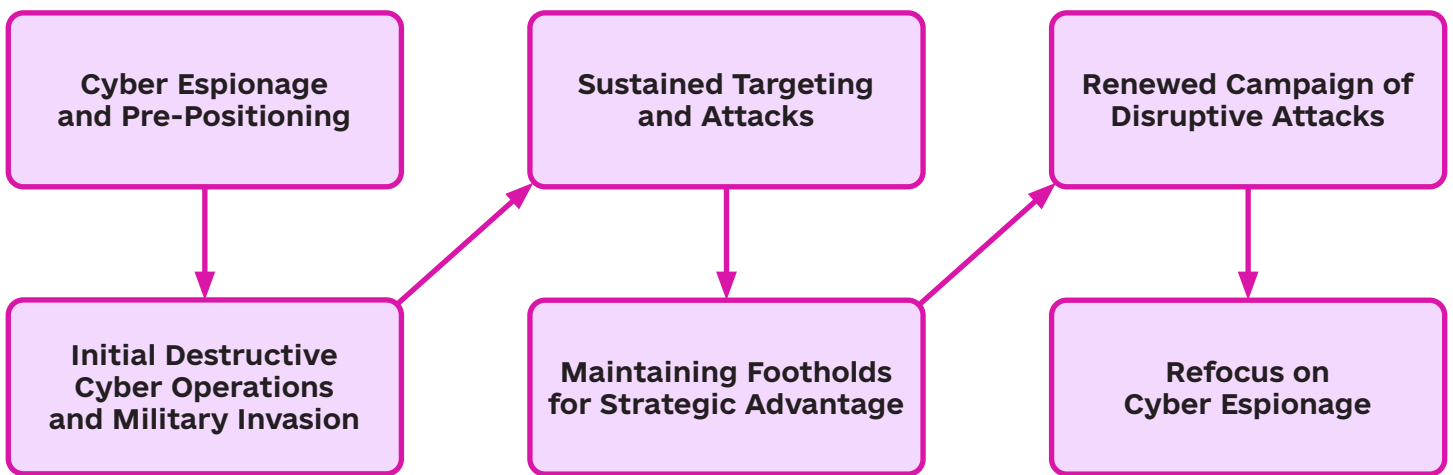 Cyber Espionage
and Pre-Positioning
Initial Destructive
Cyber Operations
and Military Invasion
Sustained Targeting
and Attacks
Maintaining Footholds
for Strategic Advantage
Renewed Campaign of
Disruptive Attacks
Refocus on
Cyber Espionage